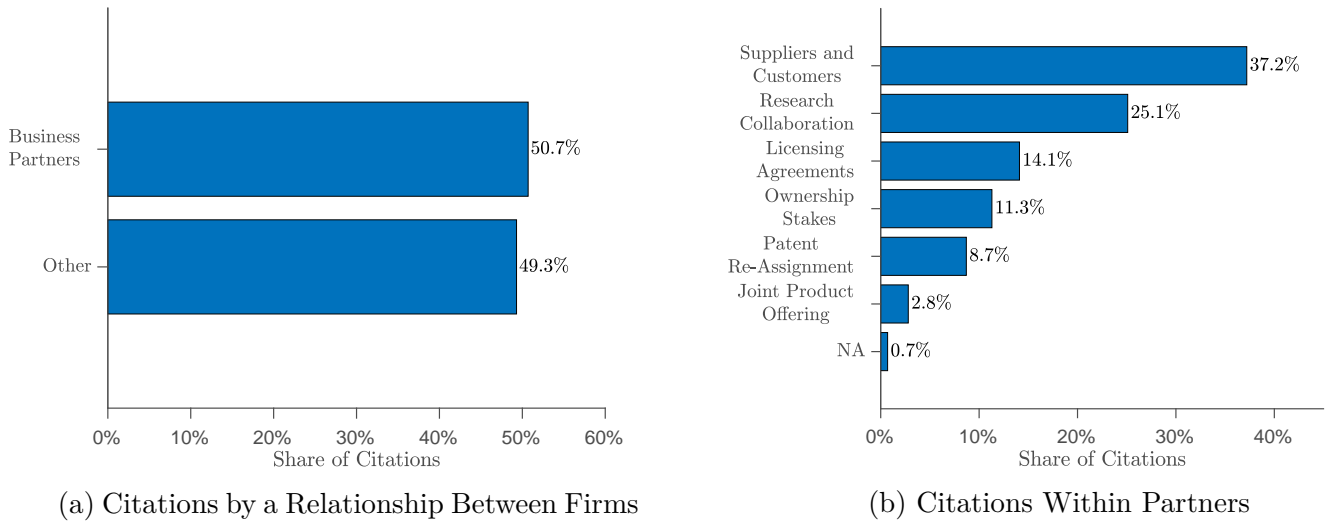 Business
Partners
50.7%
Other
49.3%
0%
10%
20%
30%
40%
50%
60%
Share of Citations
(a) Citations by a Relationship Between Firms
Suppliers and
Customers
37.2%
Research
Collaboration
25.1%
Licensing
Agreements
14.1%
Ownership
Stakes
11.3%
Patent
Re-Assignment
8.7%
Joint Product
Offering
2.8%
NA
0.7%
0%
10%
20%
30%
40%
Share of Citations
(b) Citations Within Partners